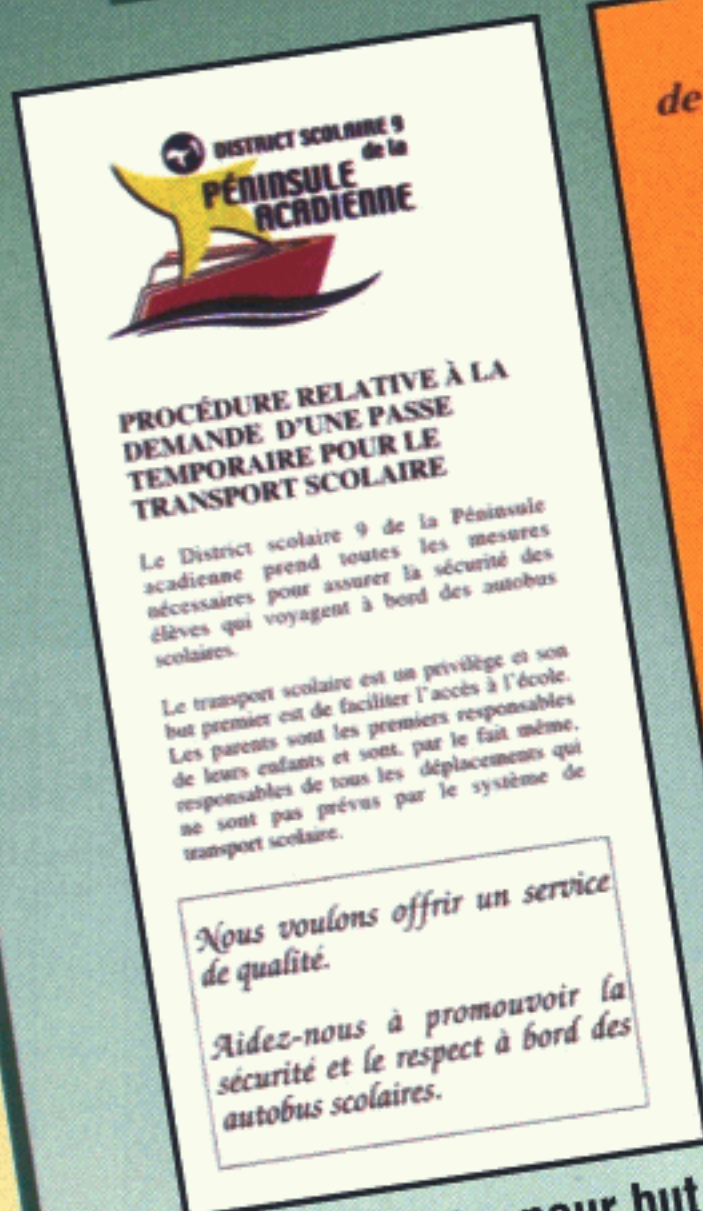 DISTRICT SCOLAIRE 9
de la
PÉNINSULE
ACADIENNE
de
PROCÉDURE RELATIVE À LA
DEMANDE D'UNE PASSE
TEMPORAIRE POUR LE
TRANSPORT SCOLAIRE
Le District scolaire 9 de la Péninsule
acadienne prend toutes les mesures
nécessaires pour assurer la sécurité des
élèves qui voyagent à bord des autobus
scolaires.
Le transport scolaire est un privilège et son
but premier est de faciliter l'accès à l'école.
Les parents sont les premiers responsables
de leurs enfants et sont, par le fait même,
responsables de tous les déplacements qui
ne sont pas prévus par le système de
transport scolaire.
Nous voulons offrir un service
de qualité.
Aidez-nous à promouvoir la
sécurité et le respect à bord des
autobus scolaires.
pour but